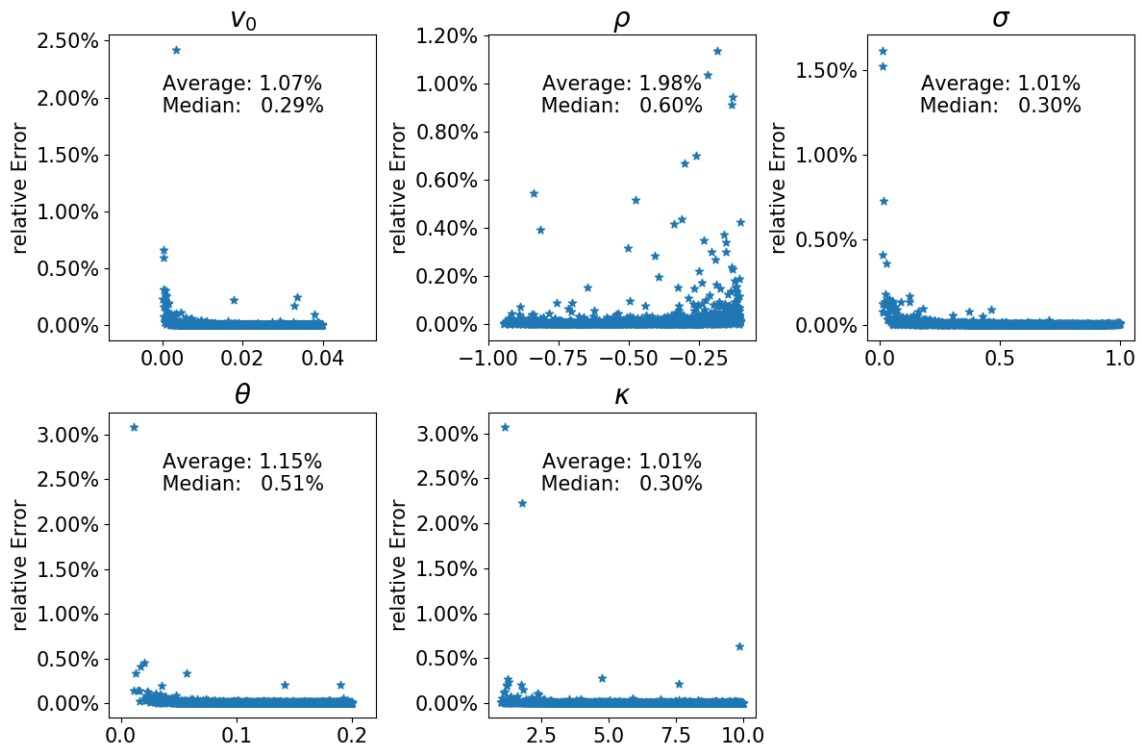 v₀
relative Error
2.50%
2.00%
1.50%
1.00%
0.50%
0.00%
Average: 1.07%
Median: 0.29%
0.00 0.02 0.04
ρ
relative Error
1.20%
1.00%
0.80%
0.60%
0.40%
0.20%
0.00%
Average: 1.98%
Median: 0.60%
−1.00 −0.75 −0.50 −0.25
σ
relative Error
1.50%
1.00%
0.50%
0.00%
Average: 1.01%
Median: 0.30%
0.0 0.5 1.0
θ
relative Error
3.00%
2.50%
2.00%
1.50%
1.00%
0.50%
0.00%
Average: 1.15%
Median: 0.51%
0.0 0.1 0.2
κ
relative Error
3.00%
2.50%
2.00%
1.50%
1.00%
0.50%
0.00%
Average: 1.01%
Median: 0.30%
2.5 5.0 7.5 10.0